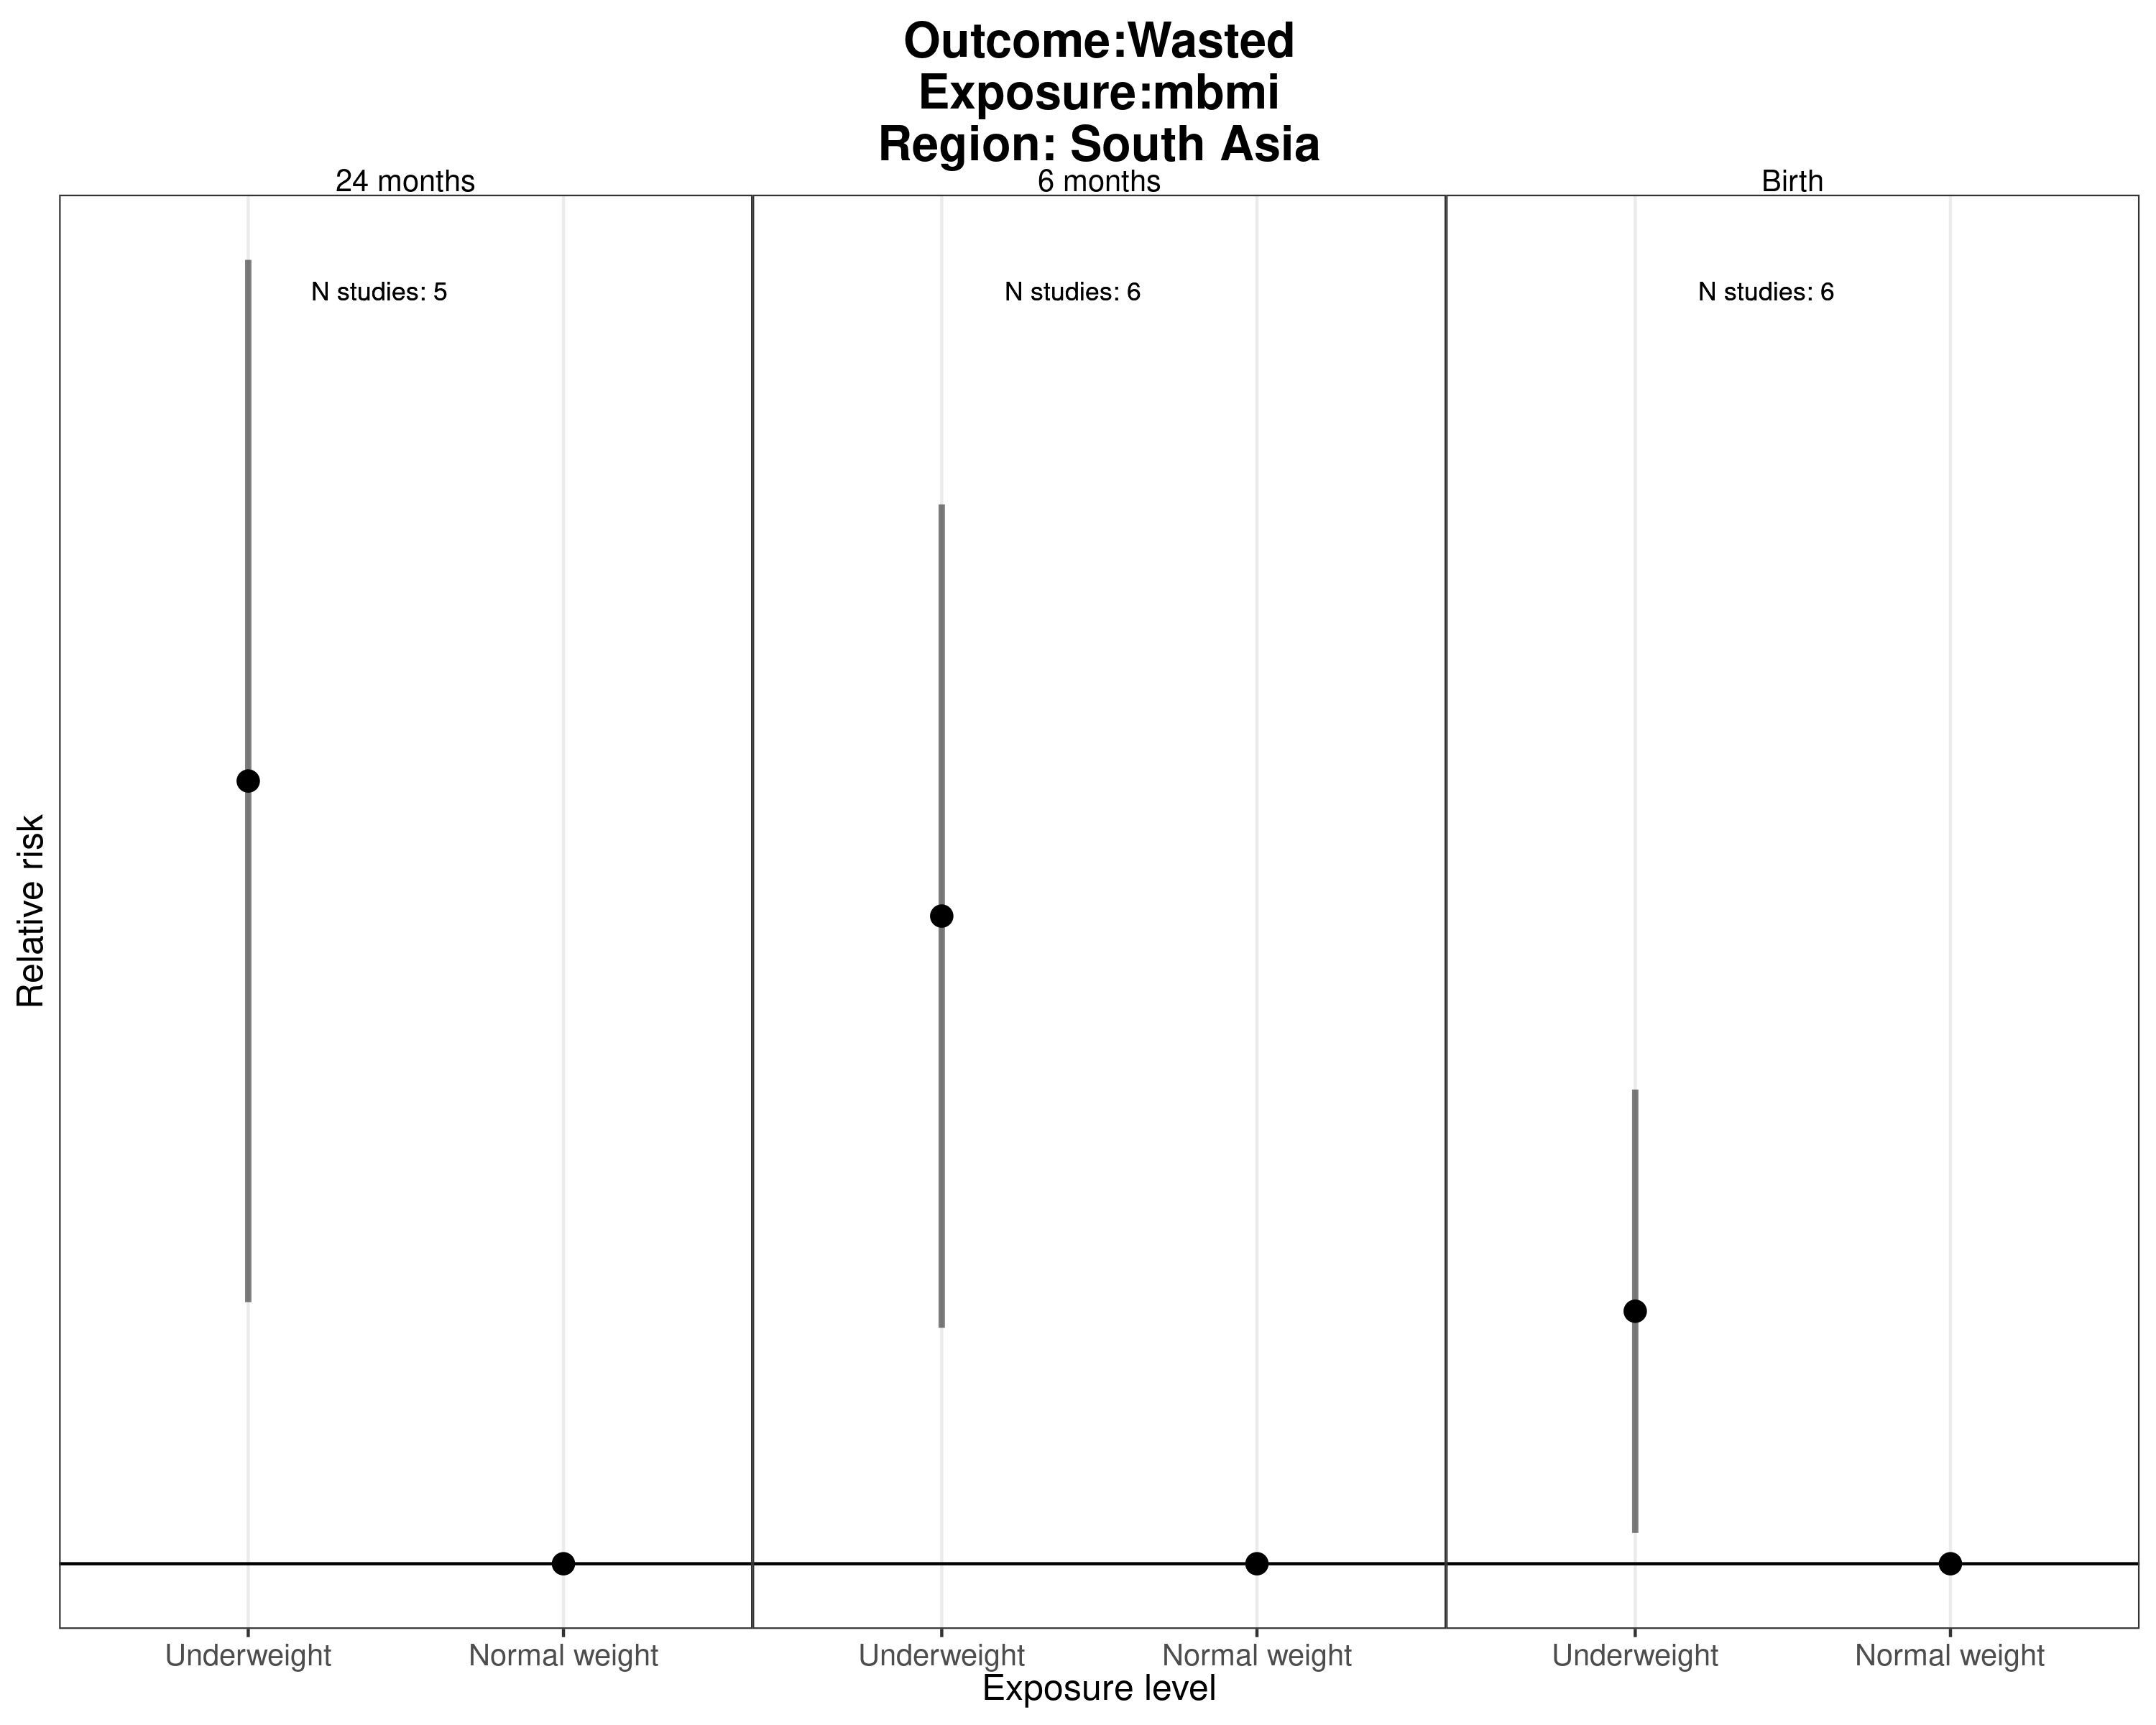 Outcome:Wasted
Exposure:mbmi
Region: South Asia
24 months
6 months
Birth
N studies: 5
N studies: 6
N studies: 6
Relative risk
Underweight
Normal weight
Underweight
Normal weight
Underweight
Normal weight
Exposure level